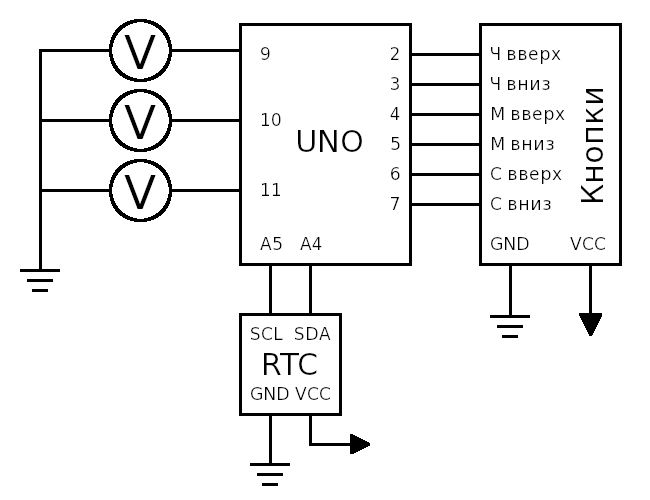 V
V
V
9
10
11
UNO
2
3
4
5
6
7
A5 A4
Ч вверх
Ч вниз
М вверх
М вниз
С вверх
С вниз
Кнопки
GND VCC
SCL SDA
RTC
GND VCC